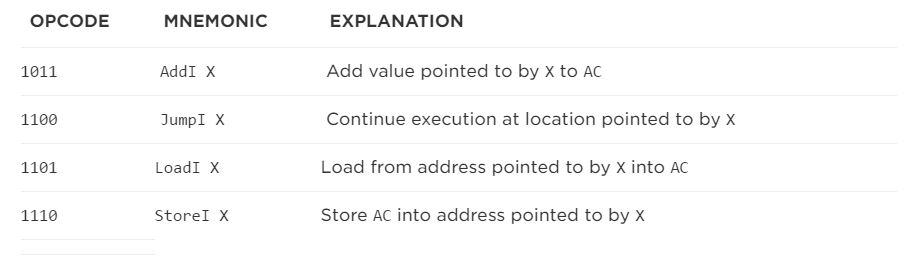 OPCODE MNEMONIC EXPLANATION
1011 AddI X Add value pointed to by X to AC
1100 JumpI X Continue execution at location pointed to by X
1101 LoadI X Load from address pointed to by X into AC
1110 StoreI X Store AC into address pointed to by X